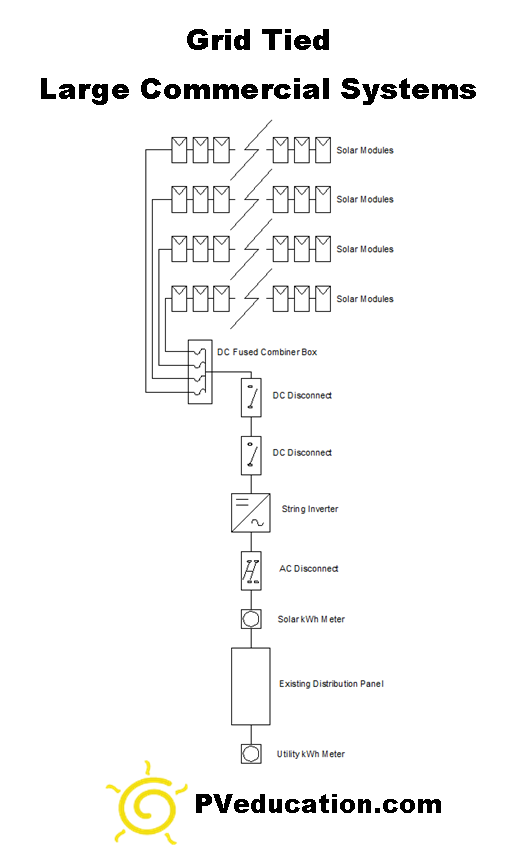 Grid Tied
Large Commercial Systems
Solar Modules
Solar Modules
Solar Modules
Solar Modules
DC Fused Combiner Box
DC Disconnect
DC Disconnect
String Inverter
AC Disconnect
Solar kWh Meter
Existing Distribution Panel
Utility kWh Meter
PVeducation.com